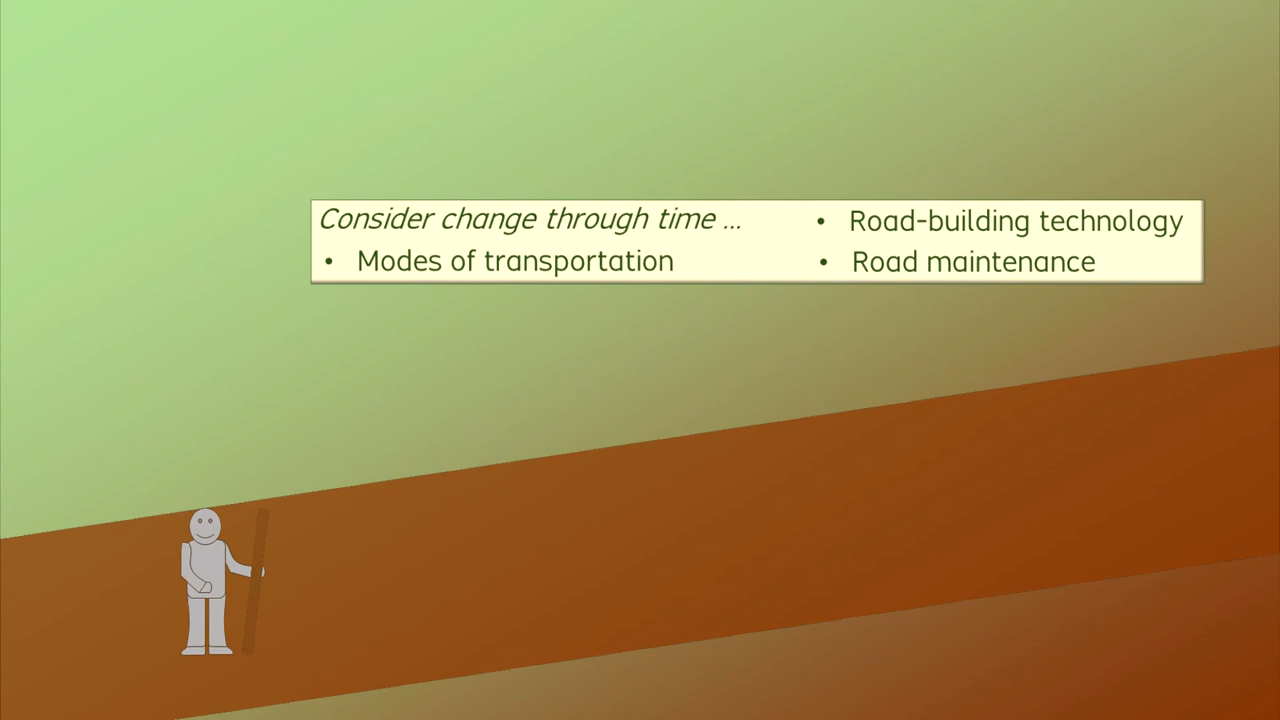 Consider change through time ...
• Modes of transportation
• Road-building technology
• Road maintenance